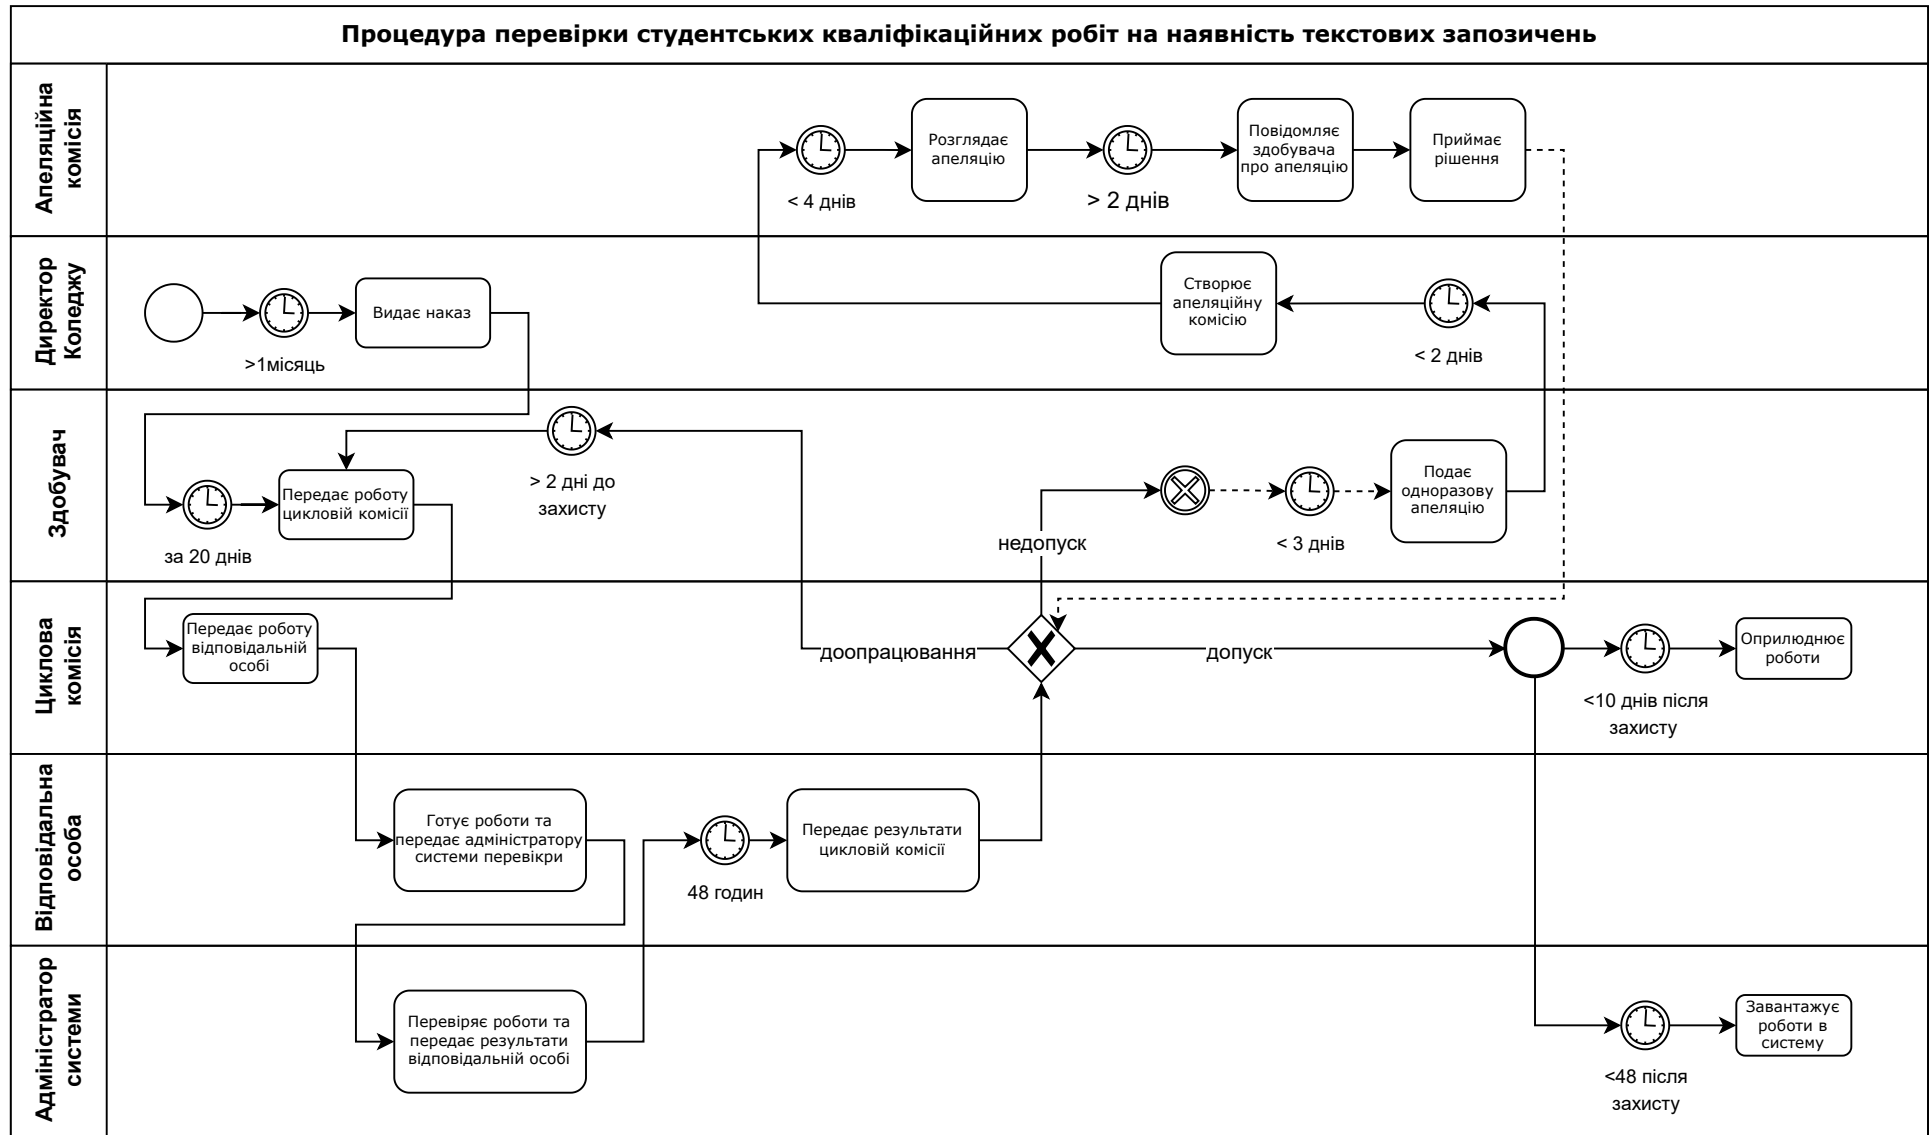 Процедура перевірки студентських кваліфікаційних робіт на наявність текстових запозичень
Апеляційна
комісія
< 4 днів
Розглядає
апеляцію
> 2 днів
Повідомляє
здобувача
про апеляцію
Приймає
рішення
Директор
Коледжу
>1місяць
Видає наказ
Створює
апеляційну
комісію
< 2 днів
Здобувач
за 20 днів
Передає роботу
цикловій комісії
> 2 дні до
захисту
недопуск
< 3 днів
Подає
одноразову
апеляцію
Циклова
комісія
Передає роботу
відповідальній
особі
доопрацювання
допуск
<10 днів після
захисту
Оприлюднює
роботи
Відповідальна
особа
Готує роботи та
передає адміністратору
системи перевікри
48 годин
Передає результати
цикловій комісії
Адміністратор
системи
Перевіряє роботи та
передає результати
відповідальній особі
<48 після
захисту
Завантажує
роботи в
систему